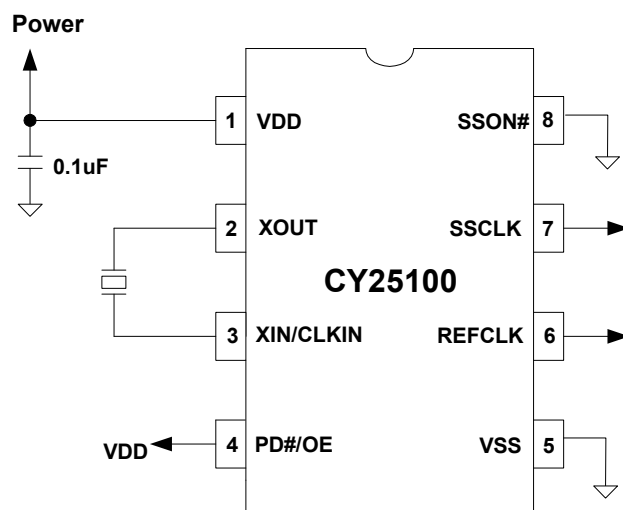 Power
1 VDD SSON# 8
0.1uF
2 XOUT SSCLK 7
CY25100
3 XIN/CLKIN REFCLK 6
VDD 4 PD#/OE VSS 5